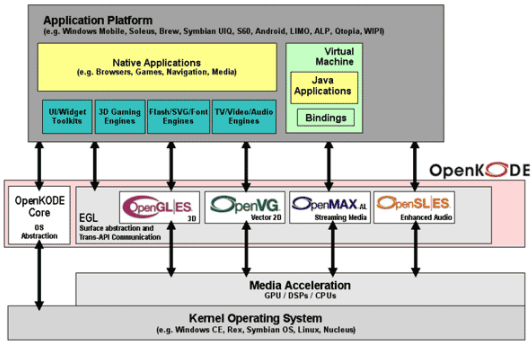 Application Platform
(e.g. Windows Mobile, Soleus, Brew, Symbian UIQ, S60, Android, LIMO, ALP, Qtopia, WIPI)
Native Applications
(e.g. Browsers, Games, Navigation, Media)
Virtual
Machine
Java
Applications
Bindings
UI/Widget
Toolkits
3D Gaming
Engines
Flash/SVG/Font
Engines
TV/Video/Audio
Engines
OpenKODE
OpenKODE
Core
OS
Abstraction
EGL
Surface abstraction and
Trans-API Communication
OpenGL|ES
3D
OpenVG
Vector 2D
OpenMAX AL
Streaming Media
OpenSL|ES
Enhanced Audio
Media Acceleration
GPU / DSPs / CPUs
Kernel Operating System
(e.g. Windows CE, Rex, Symbian OS, Linux, Nucleus)